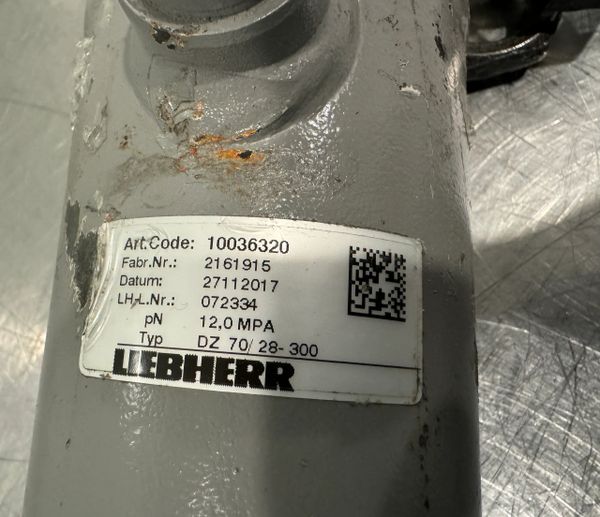 Art.Code: 10036320
Fabr.Nr.: 2161915
Datum: 27112017
LH-L.Nr.: 072334
pN 12,0 MPA
Typ DZ 70/28-300
LIEBHERR